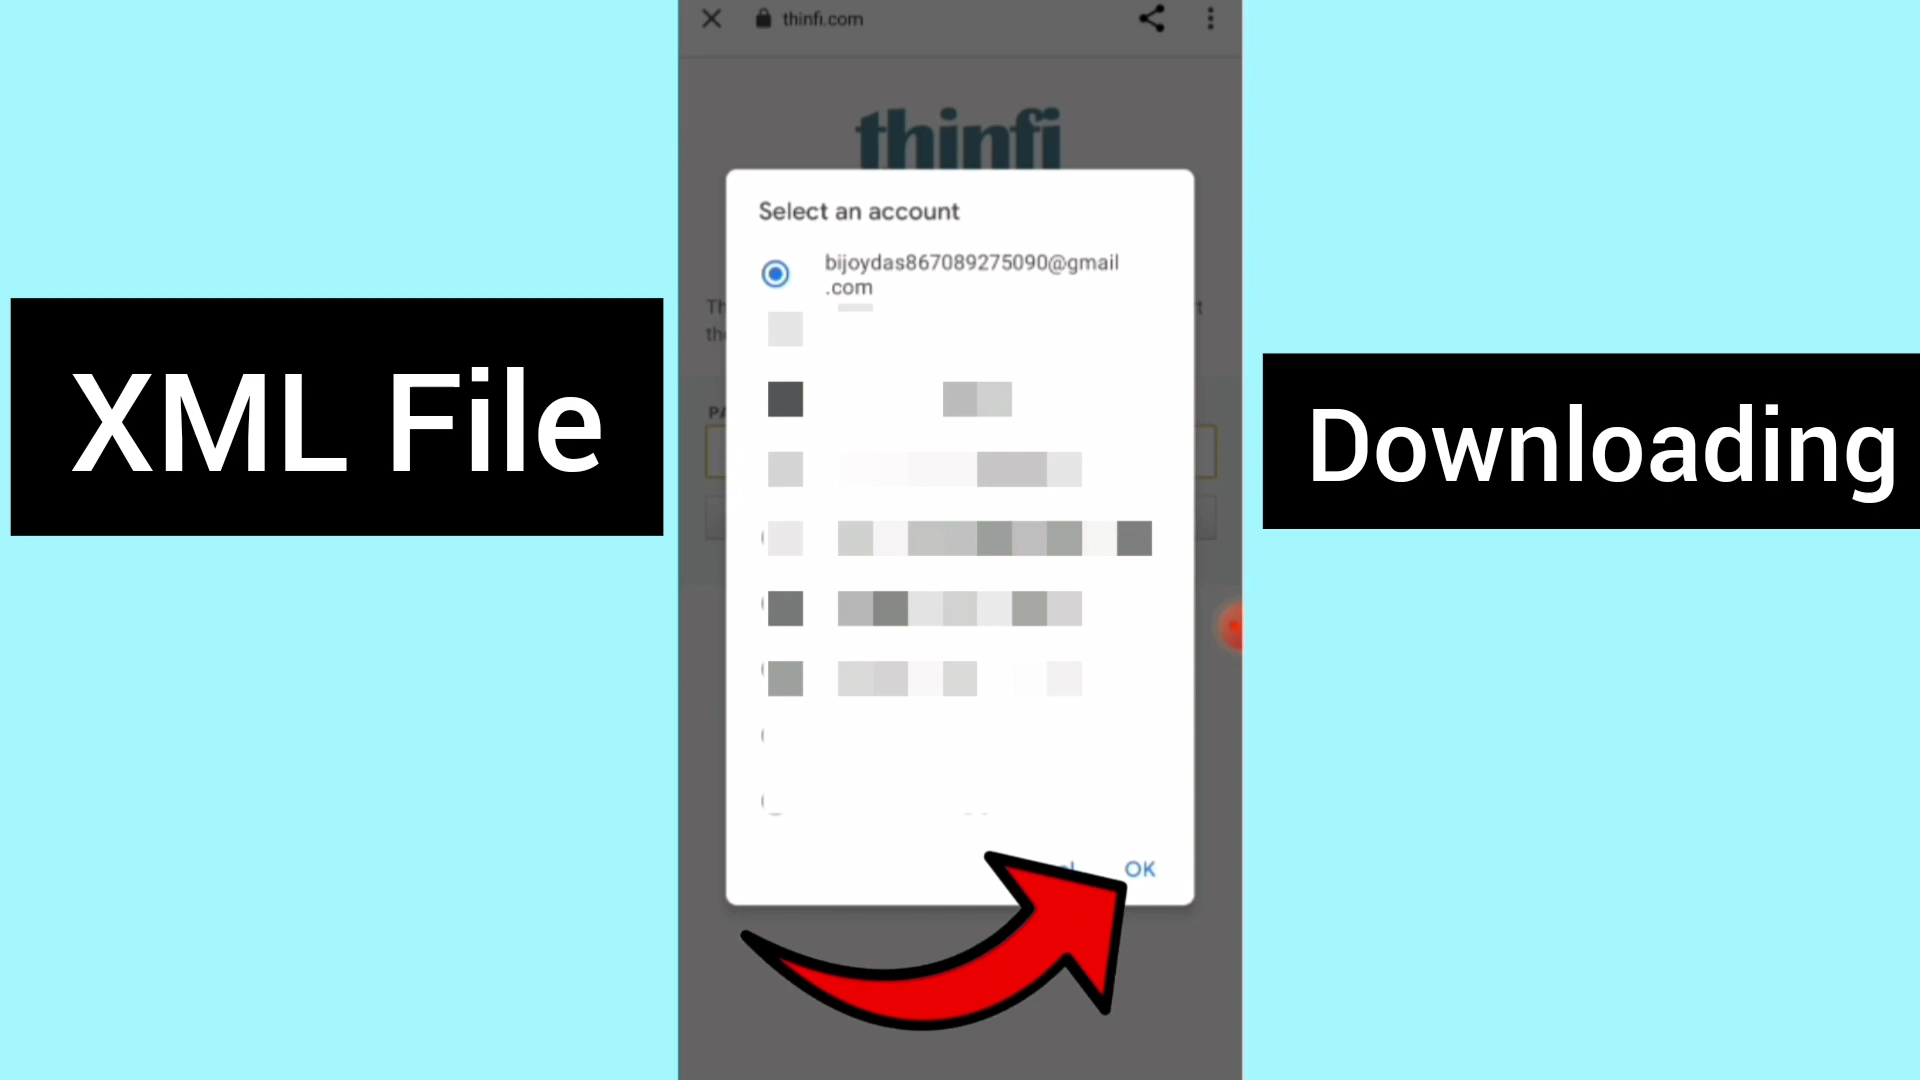 thinfi.com
thinfi
Select an account
bijoydas867089275090@gmail
.com
XML File
Downloading
OK